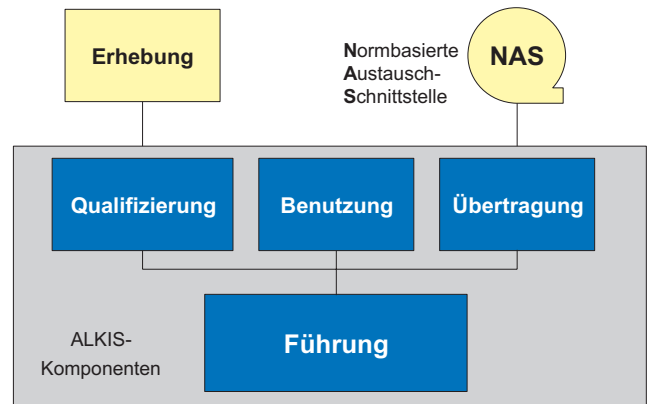 Erhebung
Normbasierte
Austausch-
Schnittstelle
NAS
Qualifizierung
Benutzung
Übertragung
Führung
ALKIS-
Komponenten